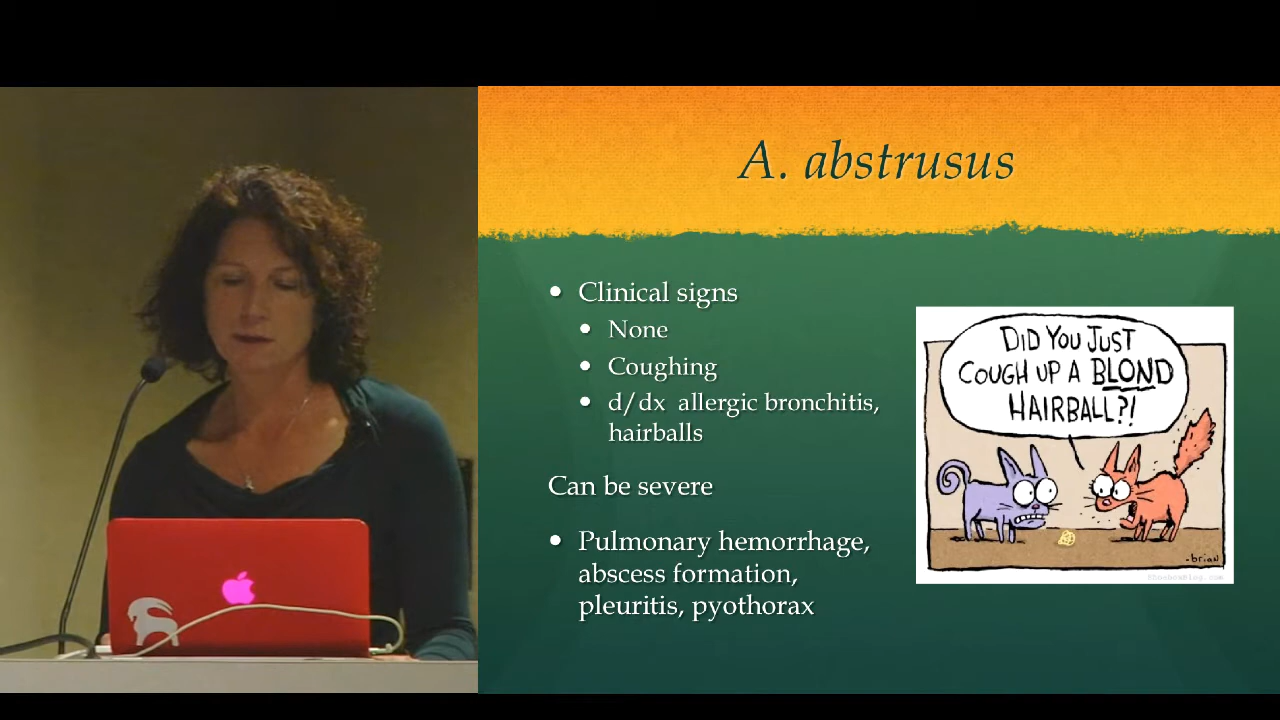 A. abstrusus
• Clinical signs
• None
• Coughing
• d/dx allergic bronchitis,
hairballs
Can be severe
• Pulmonary hemorrhage,
abscess formation,
pleuritis, pyothorax
DID YOU JUST
COUGH UP A BLOND
HAIRBALL?!
-brian